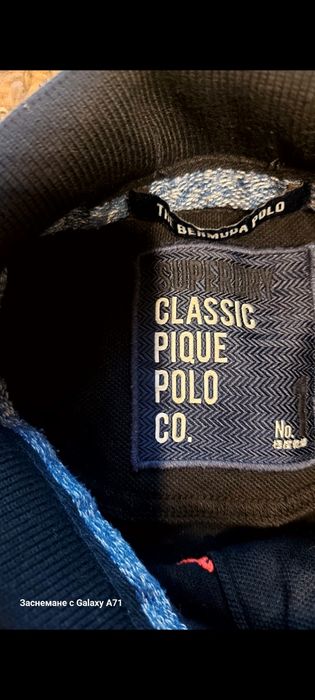 THE
BERMUDA POLO
CLASSIC
PIQUE
POLO
CO.
No.
Заснемане с Galaxy A71